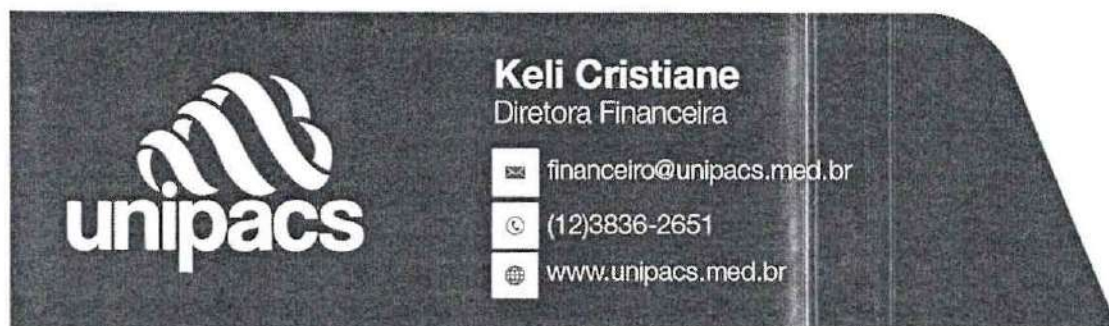 unipacs
Keli Cristiane
Diretora Financeira
financeiro@unipacs.med.br
(12)3836-2651
www.unipacs.med.br